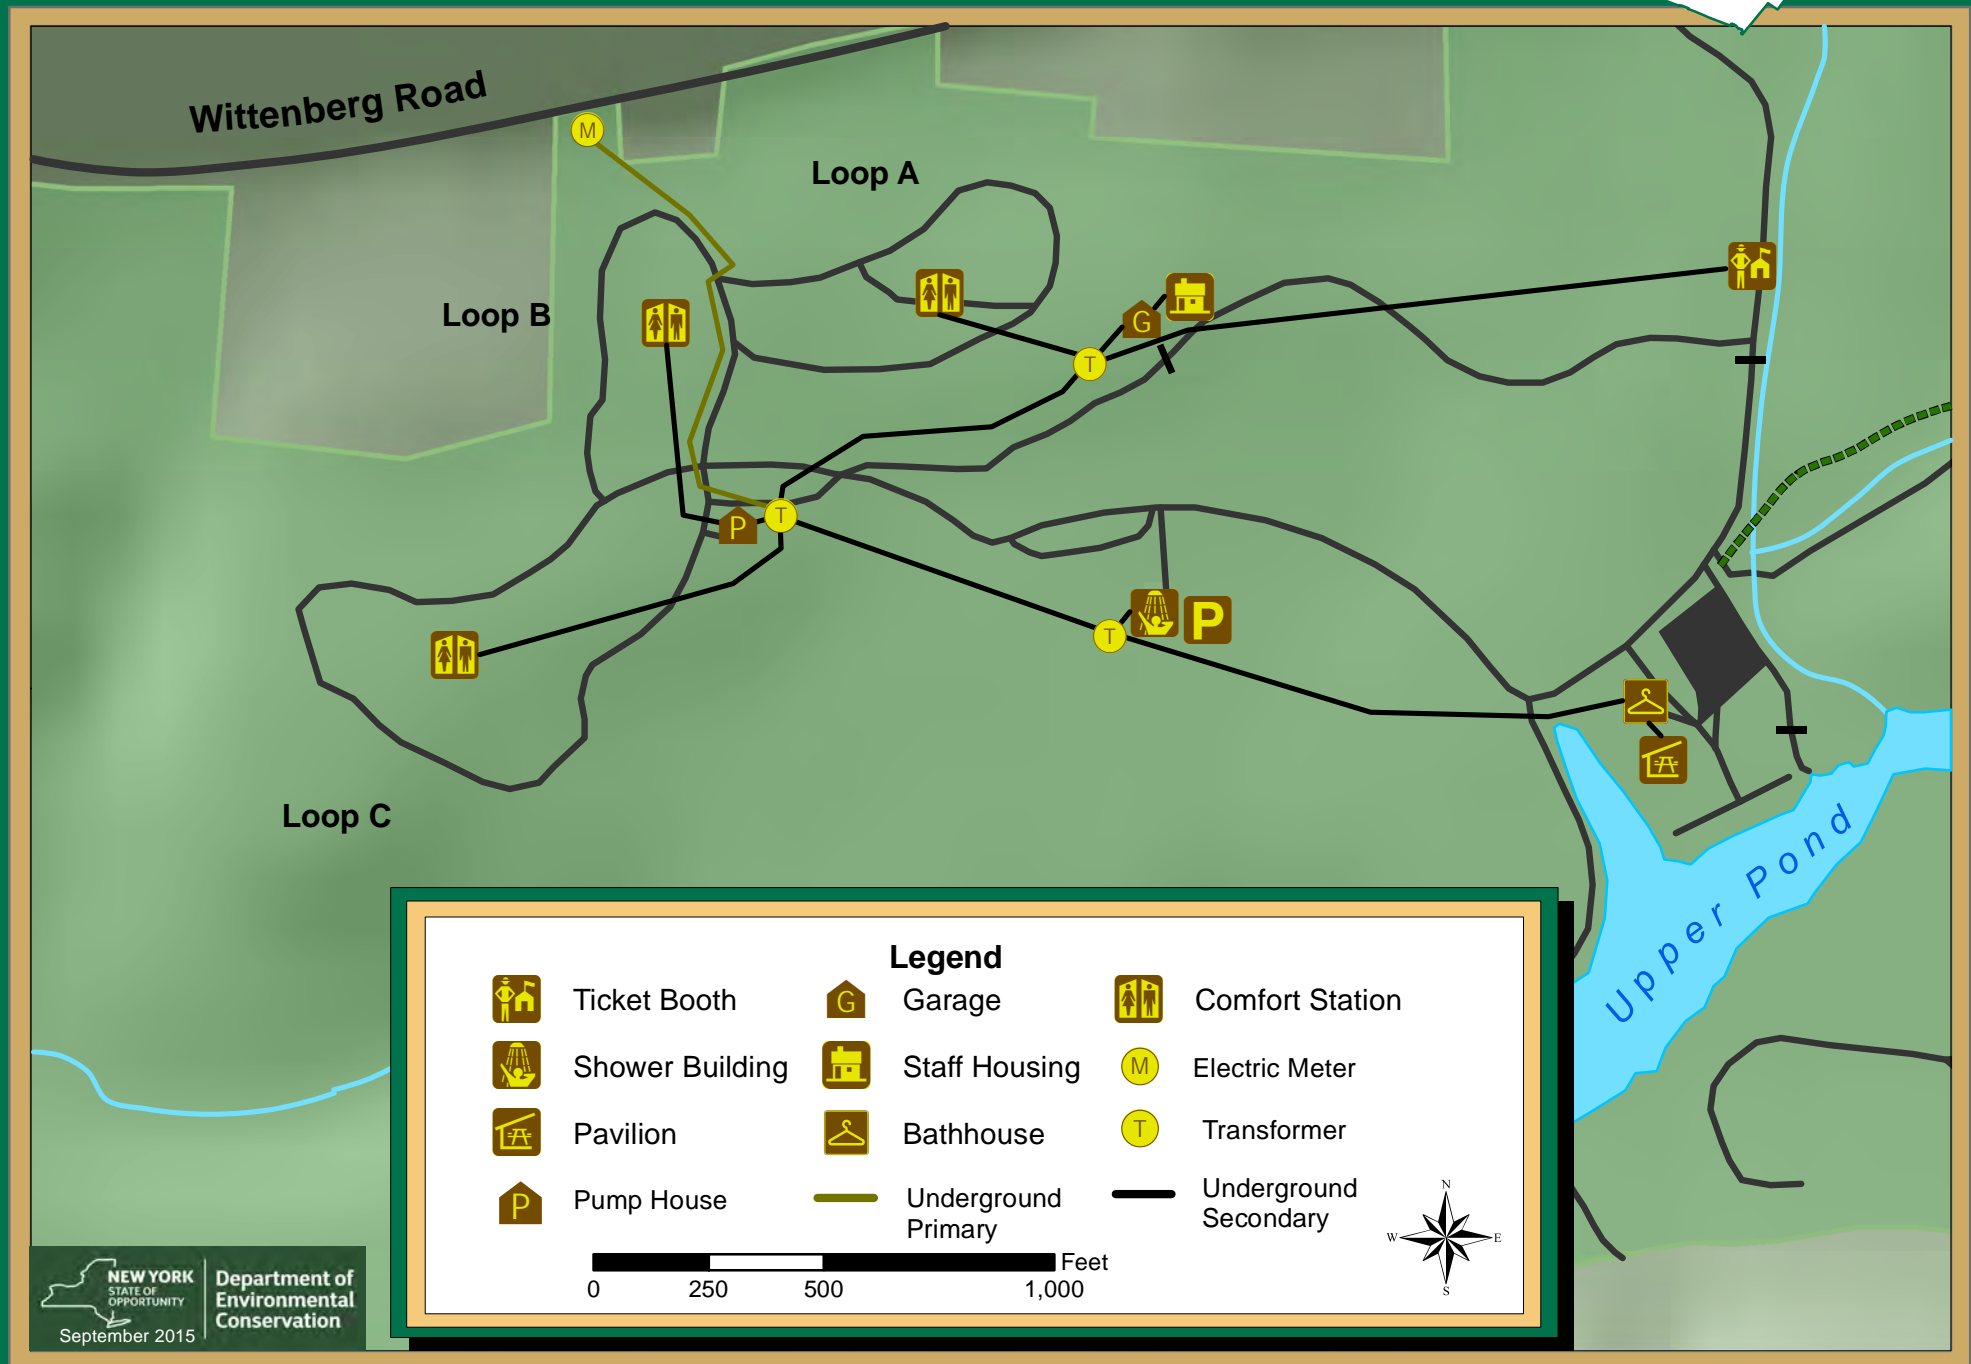 Wittenberg Road
M
Loop A
Loop B
G
T
T
P
T
P
Loop C
Upper Pond
Legend
Ticket Booth
G
Garage
Comfort Station
Shower Building
Staff Housing
M
Electric Meter
Pavilion
Bathhouse
T
Transformer
P
Pump House
Underground
Primary
Underground
Secondary
N
W
E
S
Feet
0
250
500
1,000
NEW YORK
STATE OF
OPPORTUNITY
Department of
Environmental
Conservation
September 2015